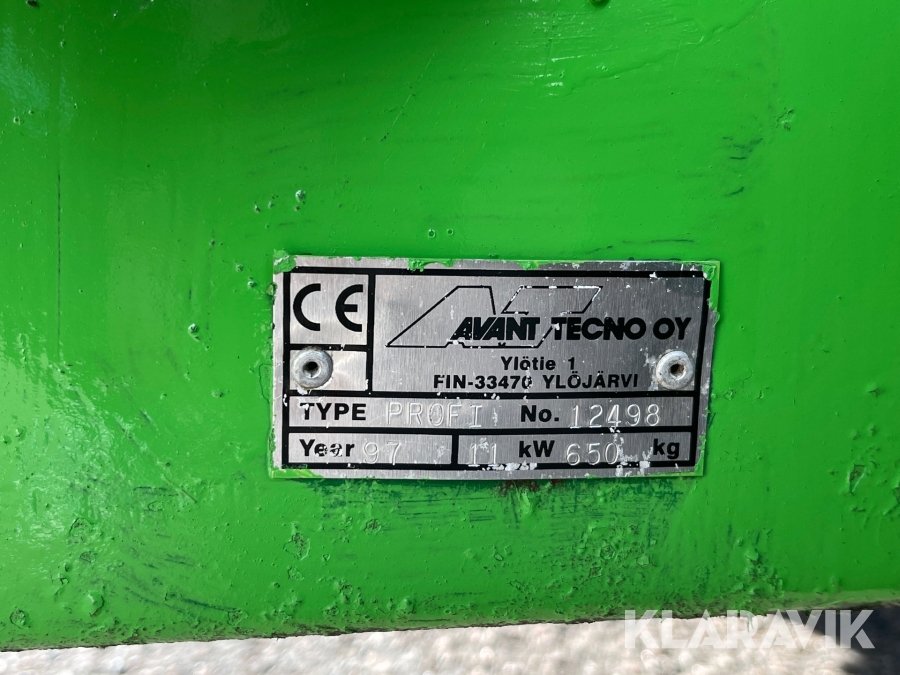 CE
AVANT TECNO OY
Ylötie 1
FIN-33470 YLÖJÄRVI
TYPE PROFI No. 12498
Year 97 11 kW 650 kg
KLARAVIK